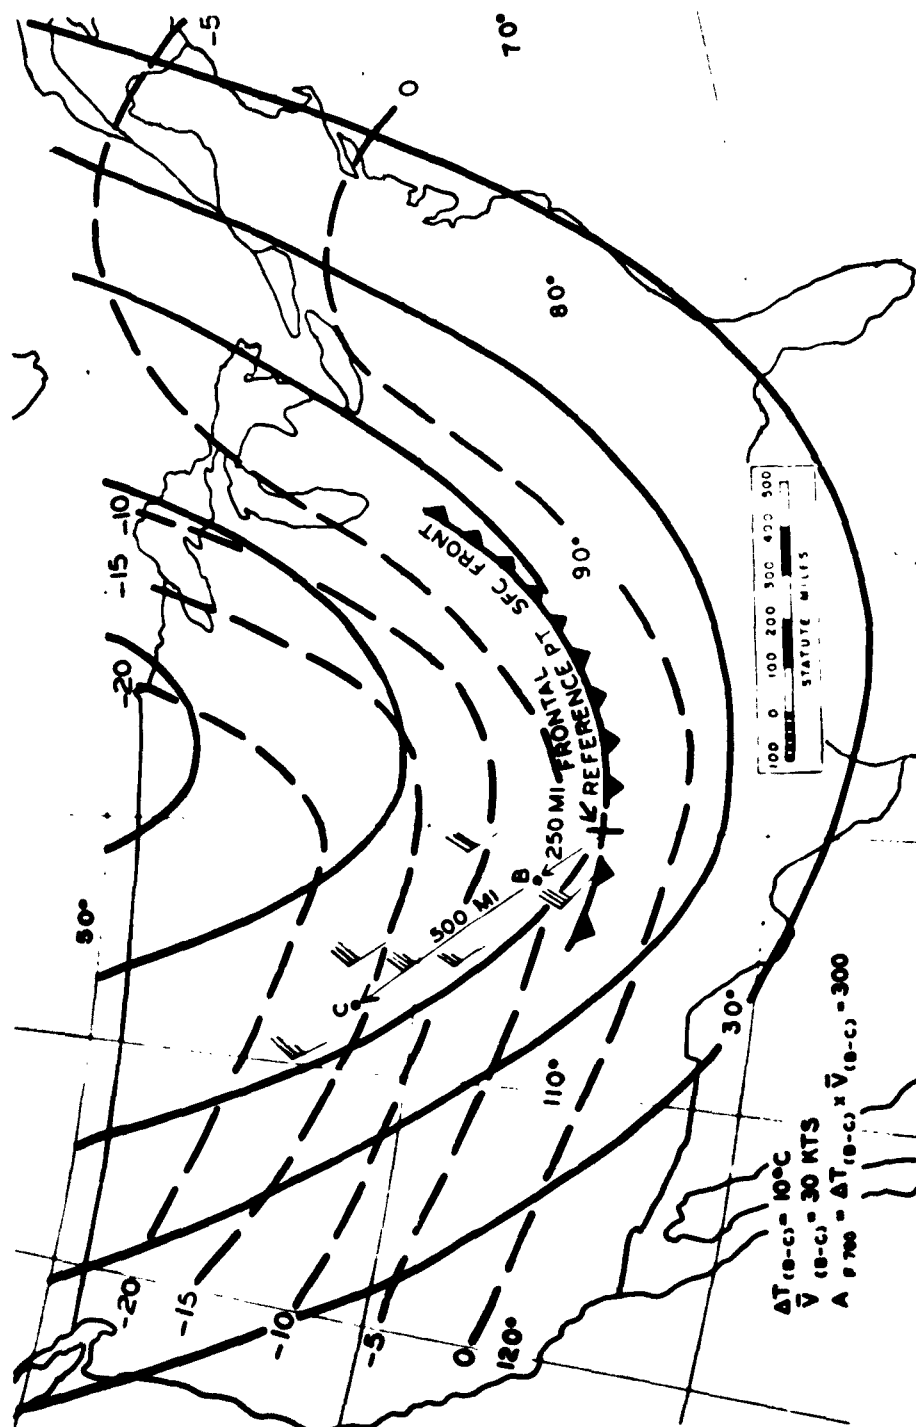 50°
-20
-15
-10
-5
-20
-15
-10
-5
0
120°
0
70°
C
500 MI
B
250 MI
FRONTAL
REFERENCE PT
SFC FRONT
110°
90°
80°
30°
100 0 100 200 300 400 500
STATUTE MILES
ΔT(B-C) = 10°C
V̄ (B-C) = 30 KTS
A P 700 = ΔT(B-C) x V̄(B-C) = 300